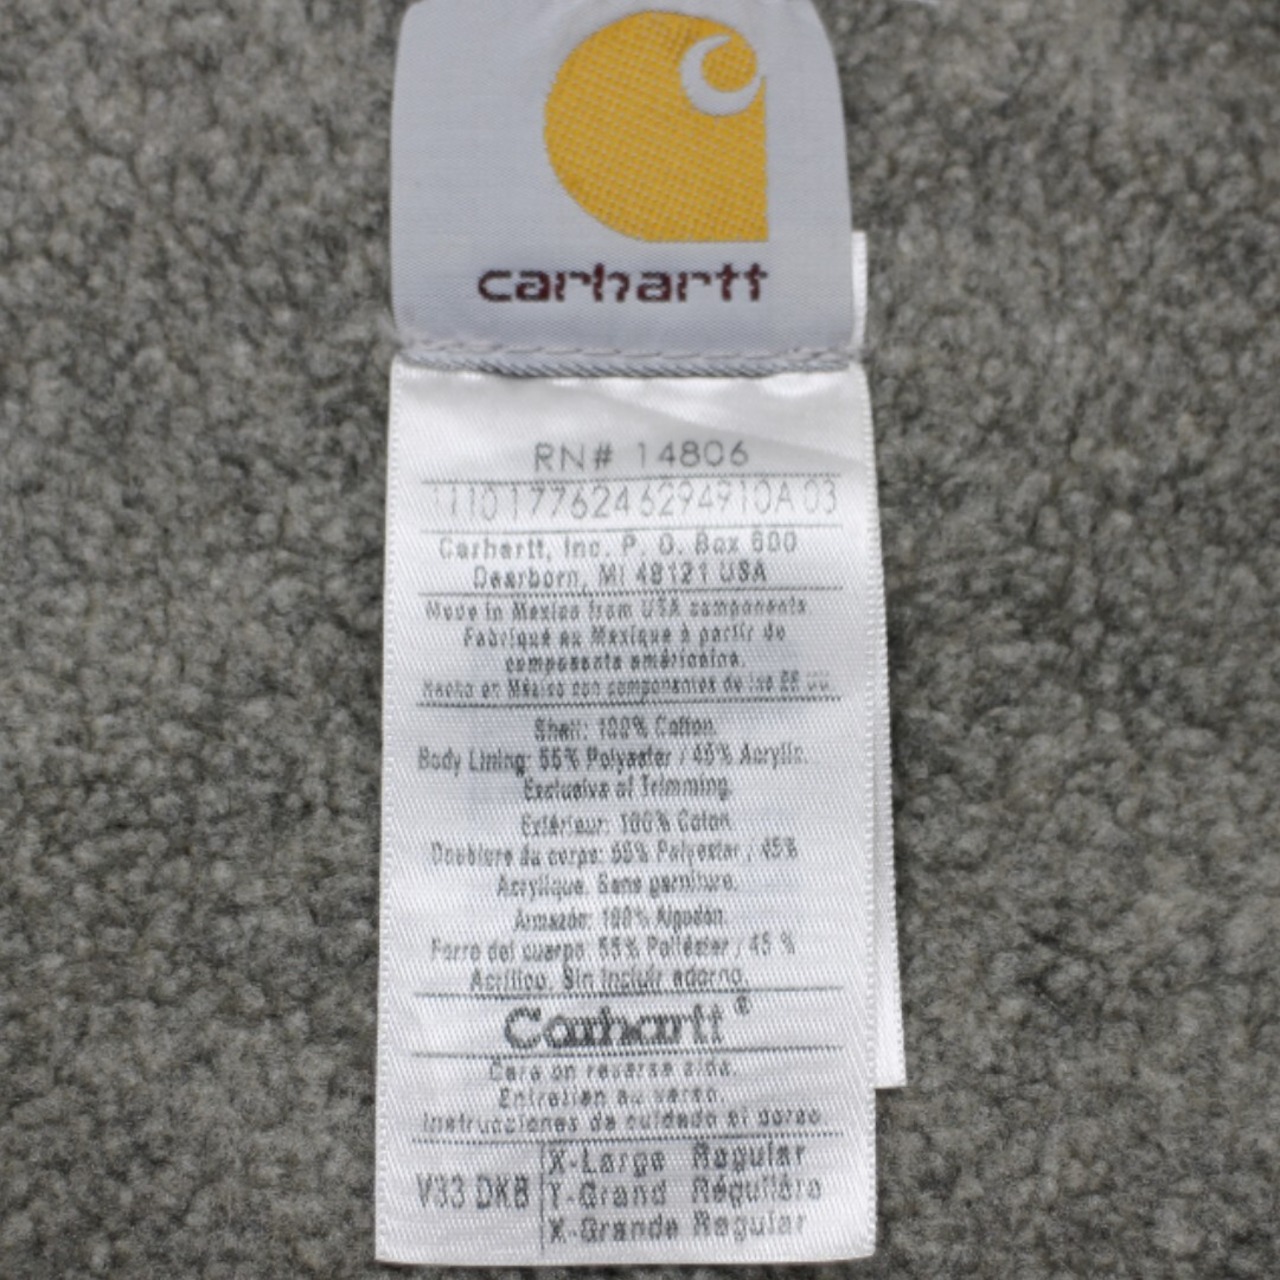 carhartt
RN# 14806
1110177624 6294910A 03
Carhartt, Inc. P. O. Box 600
Dearborn, MI 48121 USA
Made in Mexico from USA components
Fabriqué au Mexique à partir de
composants américains.
Hecho en México con componentes de los EE UU.
Shell: 100% Cotton.
Body Lining: 55% Polyester / 45% Acrylic.
Exclusive of Trimming.
Extérieur: 100% Coton.
Doublure du corps: 55% Polyester / 45%
Acrylique. Sans garniture.
Armazón: 100% Algodón.
Forro del cuerpo: 55% Poliéster / 45 %
Acrílico. Sin incluir adorno.
Carhartt®
Care on reverse side.
Entretien au verso.
Instrucciones de cuidado al dorso
X-Large Regular
V33 DKB Y-Grand Régulière
X-Grande Regular